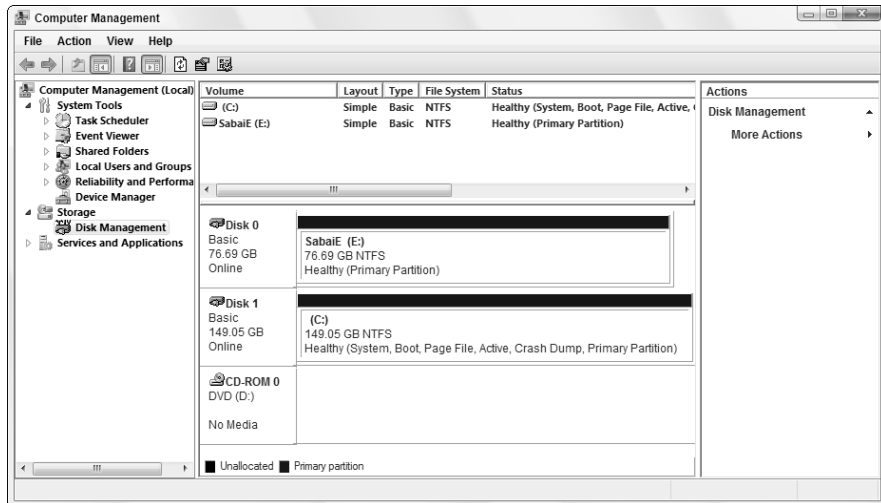 Computer Management
File Action View Help
Computer Management (Local)
System Tools
Task Scheduler
Event Viewer
Shared Folders
Local Users and Groups
Reliability and Performa
Device Manager
Storage
Disk Management
Services and Applications
Volume Layout Type File System Status
(C:) Simple Basic NTFS Healthy (System, Boot, Page File, Active, (
SabaiE (E:) Simple Basic NTFS Healthy (Primary Partition)
Disk 0
Basic
76.69 GB
Online
SabaiE (E:)
76.69 GB NTFS
Healthy (Primary Partition)
Disk 1
Basic
149.05 GB
Online
(C:)
149.05 GB NTFS
Healthy (System, Boot, Page File, Active, Crash Dump, Primary Partition)
CD-ROM 0
DVD (D:)
No Media
Unallocated Primary partition
Actions
Disk Management
More Actions